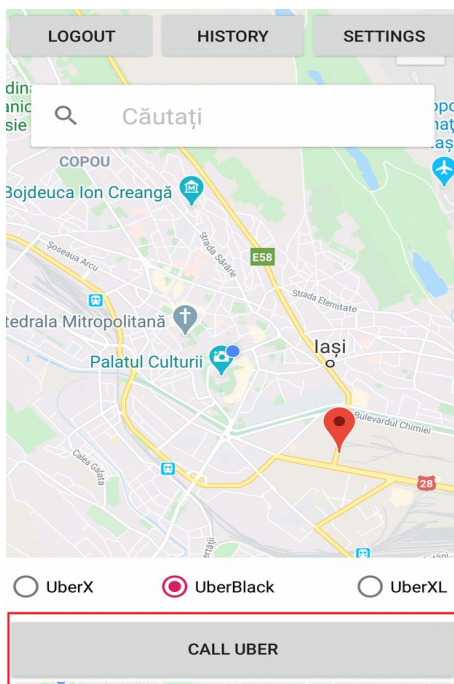 LOGOUT HISTORY SETTINGS
Căutați
COPOU
Bojdeuca Ion Creangă
Șoseaua Arcu
Strada Sărărie
E58
Strada Eternitate
tedrala Mitropolitană
Iași
Palatul Culturii
Bulevardul Chimiei
Calea Galata
28
UberX UberBlack UberXL
CALL UBER